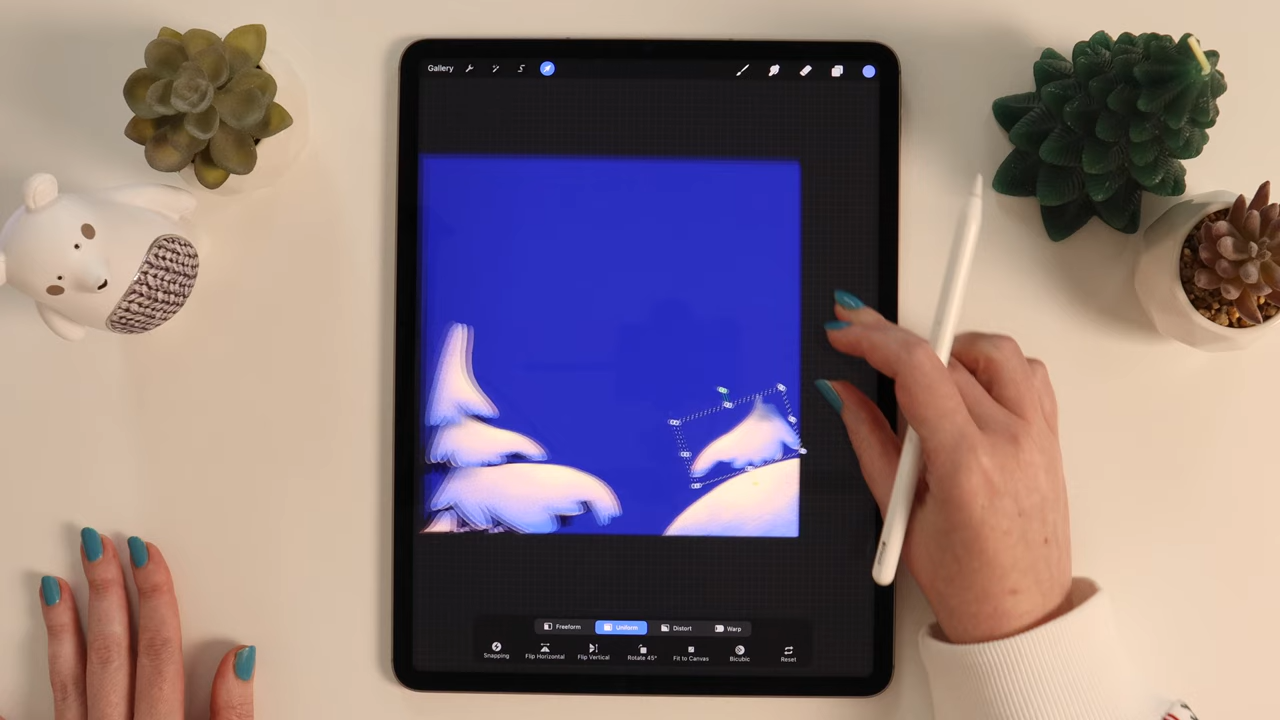 Gallery
Freeform Uniform Distort Warp
Snapping Flip Horizontal Flip Vertical Rotate 45° Fit to Canvas Bicubic Reset